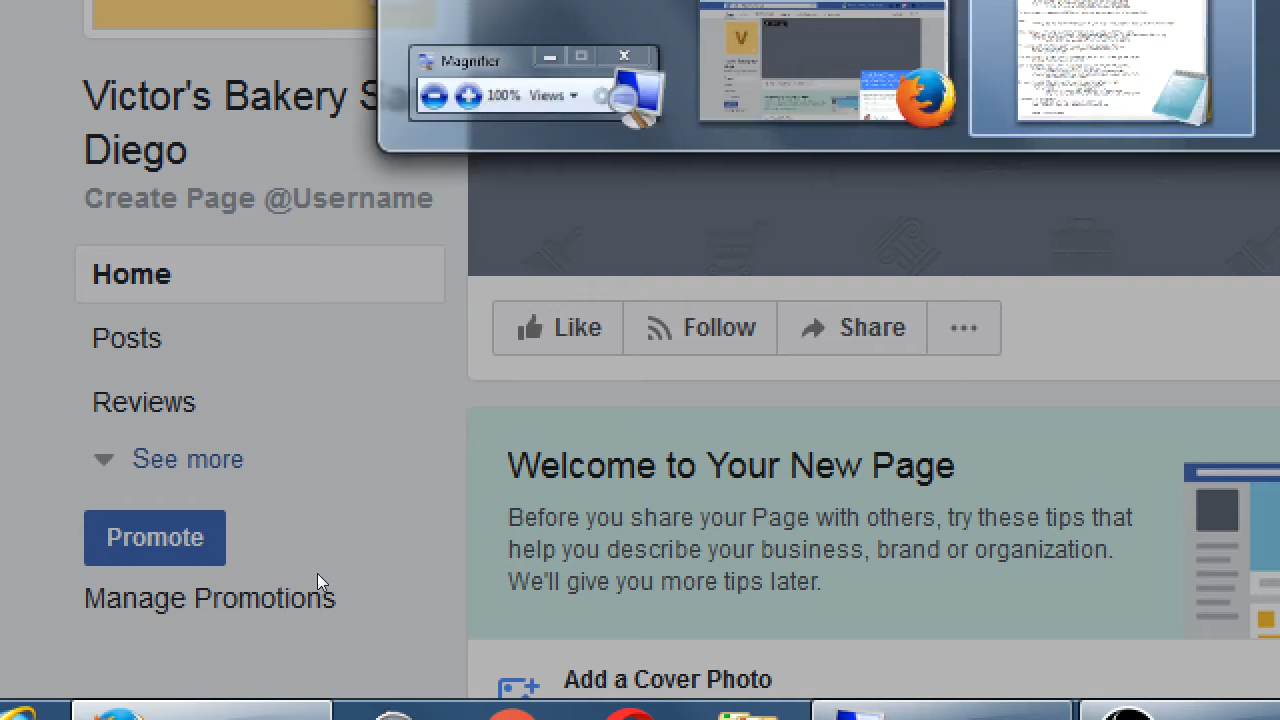 Magnifier
100% Views
V
Victor's Bakery S
Diego
Create Page @Username
Home
Posts
Reviews
See more
Promote
Manage Promotions
Like
Follow
Share
Welcome to Your New Page
Before you share your Page with others, try these tips that
help you describe your business, brand or organization.
We'll give you more tips later.
Add a Cover Photo